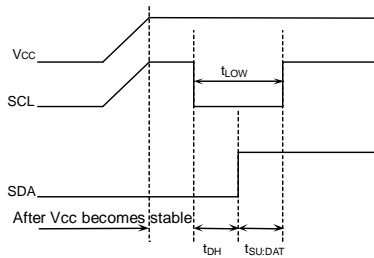 VCC
tLOW
SCL
SDA
After Vcc becomes stable
tDH
tSU:DAT